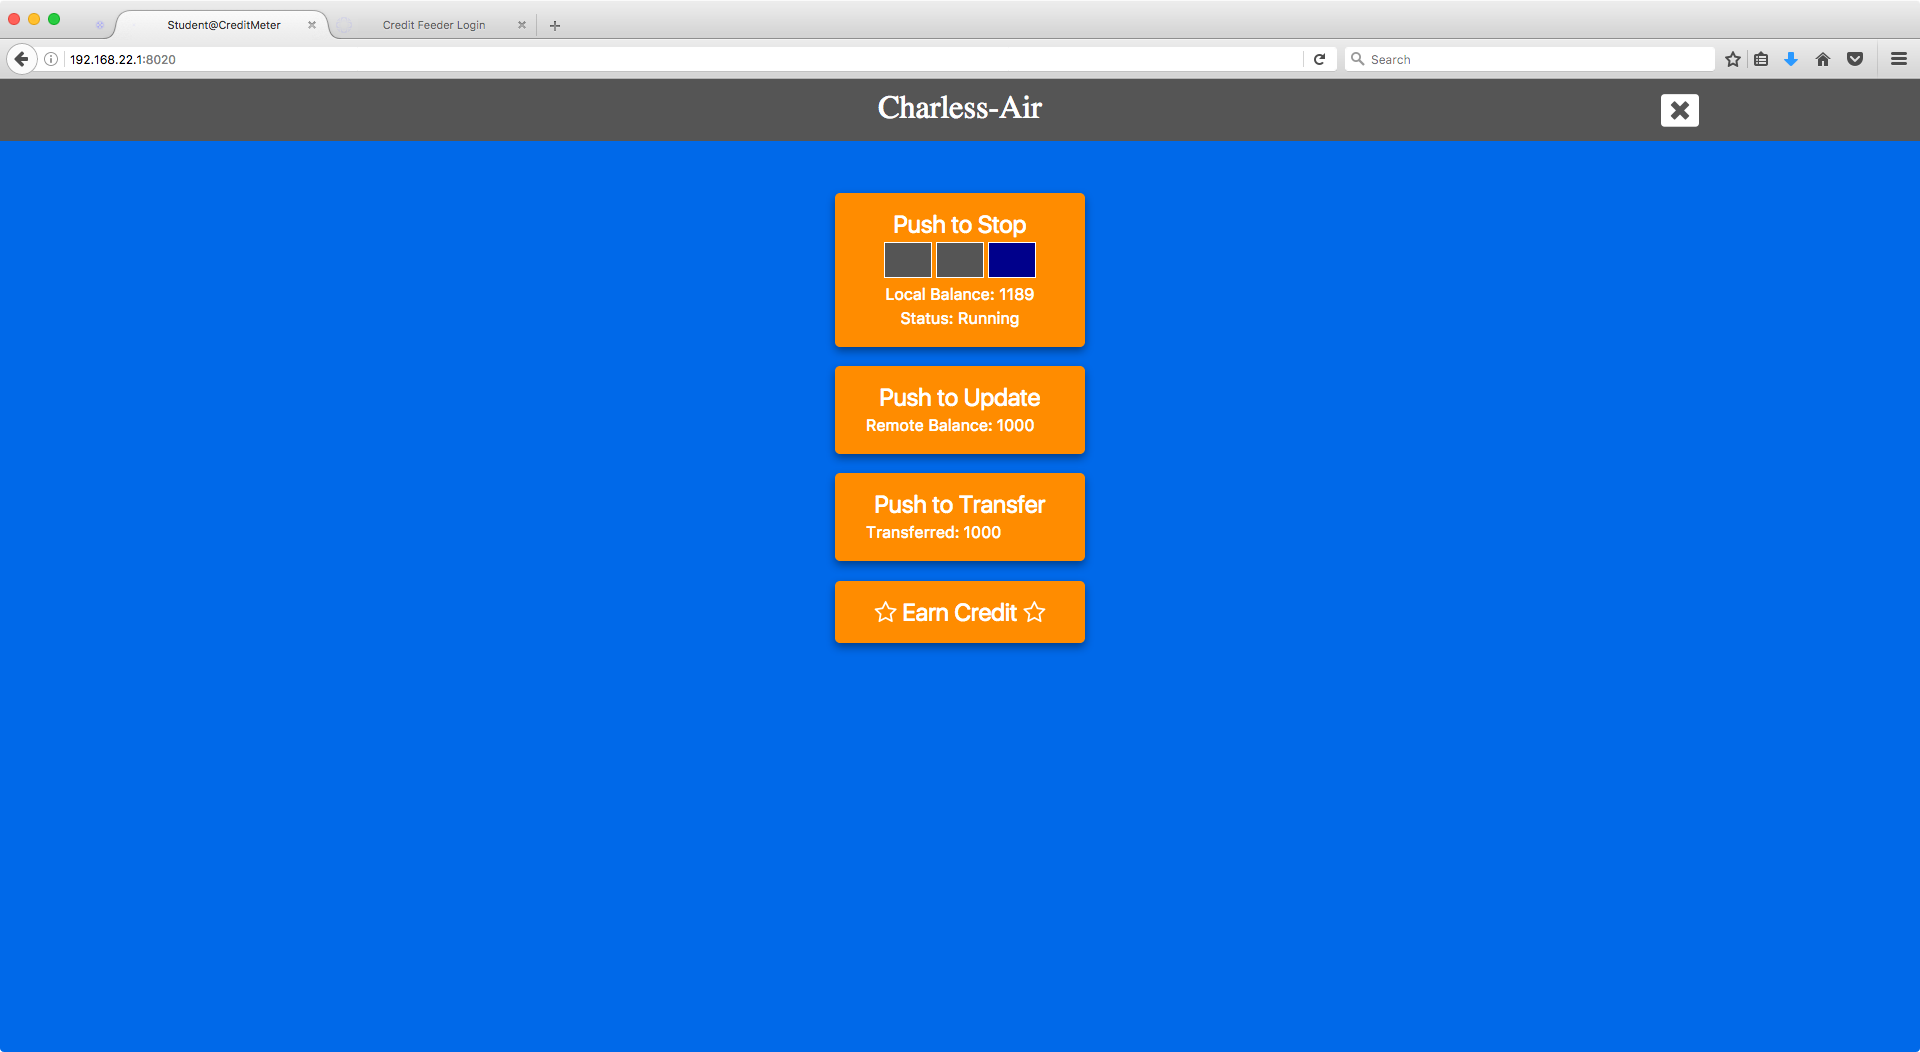 Student@CreditMeter
Credit Feeder Login
192.168.22.1:8020
Search
Charless-Air
Push to Stop
Local Balance: 1189
Status: Running
Push to Update
Remote Balance: 1000
Push to Transfer
Transferred: 1000
☆ Earn Credit ☆